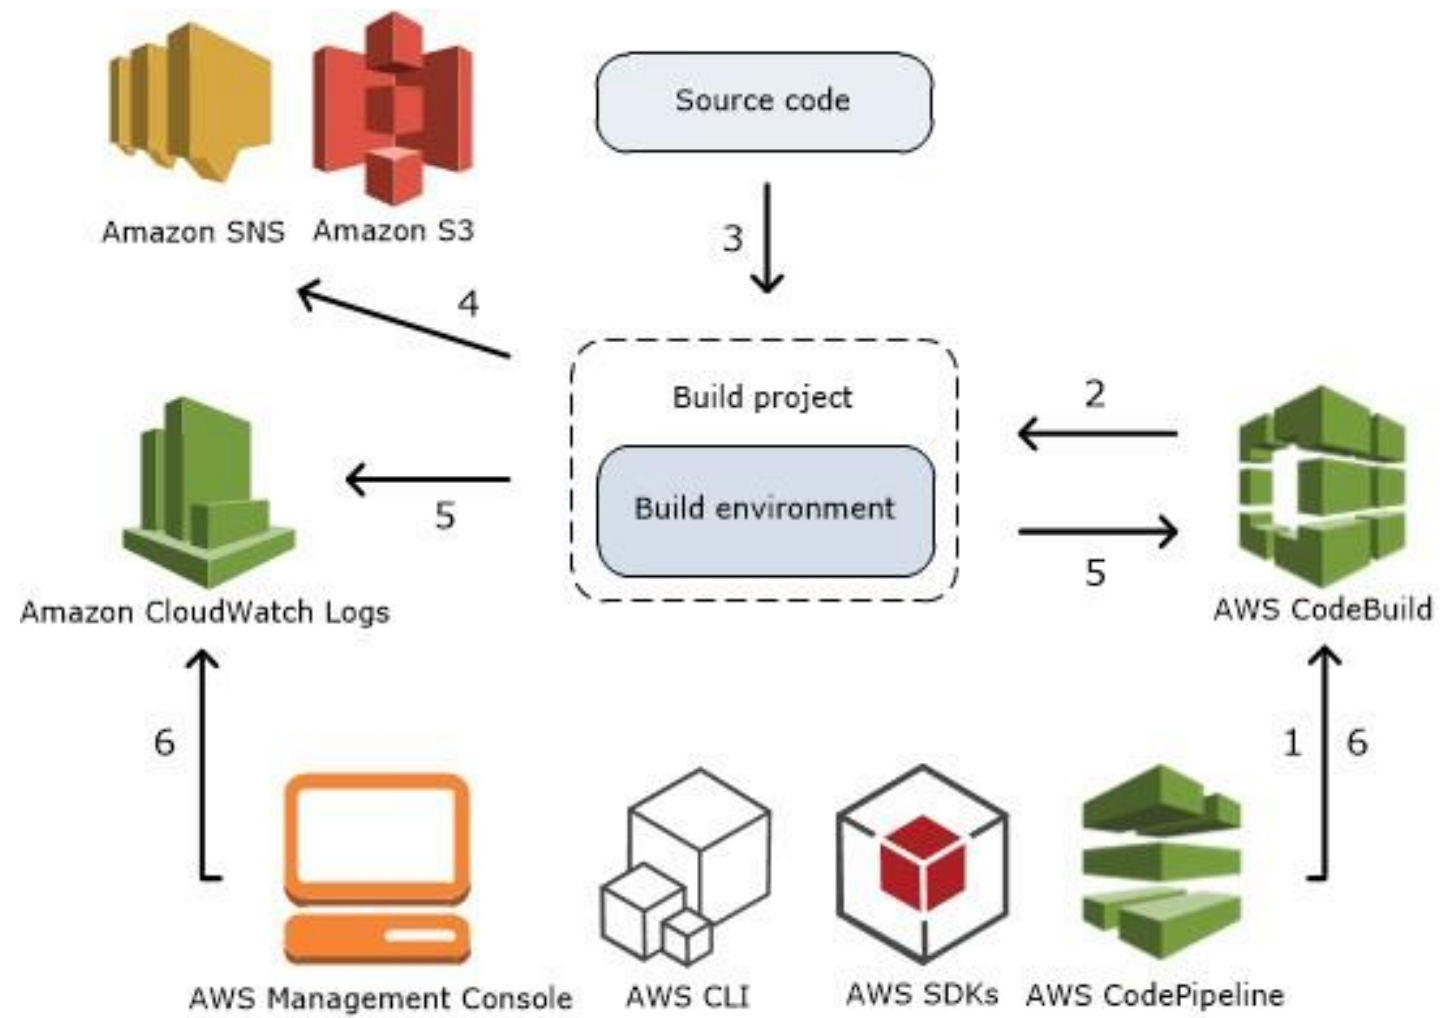 Source code
Amazon SNS
Amazon S3
3
4
Build project
2
Build environment
5
5
Amazon CloudWatch Logs
AWS CodeBuild
6
1
6
AWS Management Console
AWS CLI
AWS SDKs
AWS CodePipeline